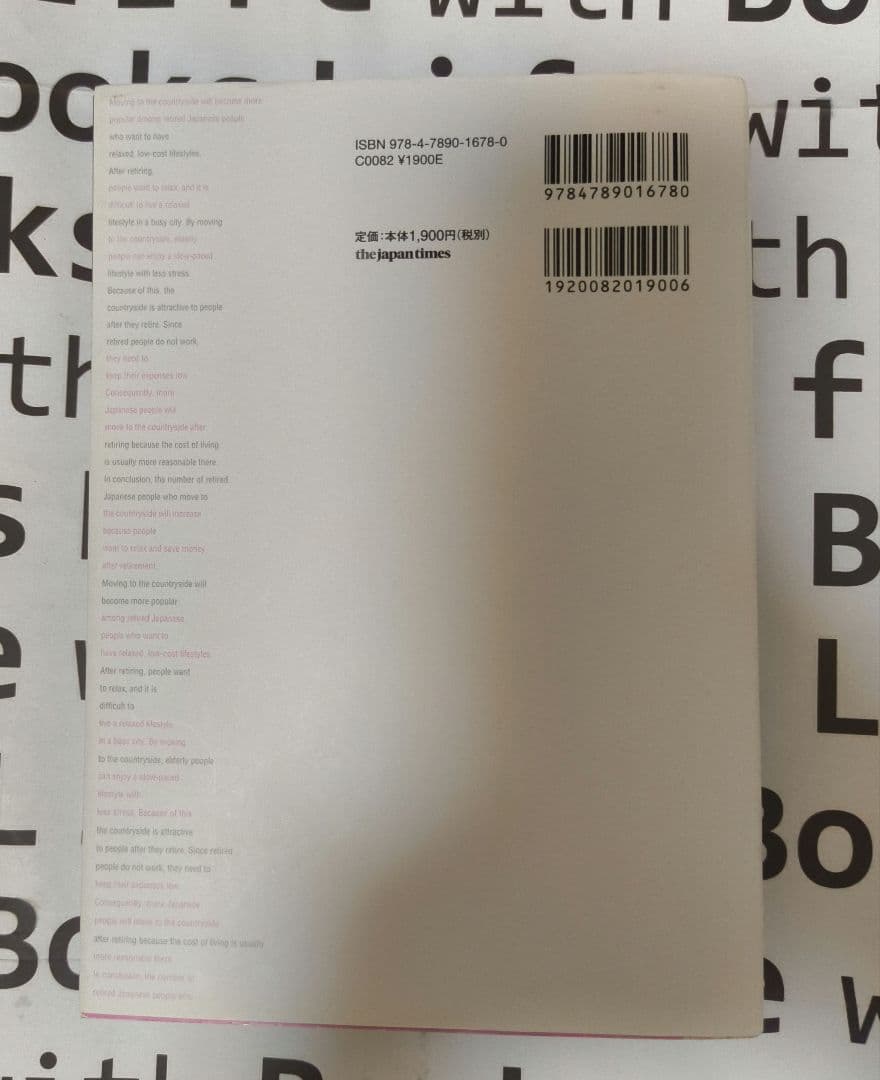 Moving to the countryside will become more
popular among retired Japanese people
who want to have
relaxed, low-cost lifestyles.
After retiring,
people want to relax, and it is
difficult to live a relaxed
lifestyle in a busy city. By moving
to the countryside, elderly
people can enjoy a slow-paced
lifestyle with less stress.
Because of this, the
countryside is attractive to people
after they retire. Since
retired people do not work,
they need to
keep their expenses low.
Consequently, more
Japanese people will
move to the countryside after
retiring because the cost of living
is usually more reasonable there.
In conclusion, the number of retired
Japanese people who move to
the countryside will increase
because people
want to relax and save money
after retirement.
Moving to the countryside will
become more popular
among retired Japanese
people who want to
have relaxed, low-cost lifestyles.
After retiring, people want
to relax, and it is
difficult to
live a relaxed lifestyle
in a busy city. By moving
to the countryside, elderly people
can enjoy a slow-paced
lifestyle with
less stress. Because of this,
the countryside is attractive
to people after they retire. Since retired
people do not work, they need to
keep their expenses low.
Consequently, more Japanese
people will move to the countryside
after retiring because the cost of living is usually
more reasonable there.
In conclusion, the number of
retired Japanese people who
ISBN 978-4-7890-1678-0
C0082 ¥1900E
定価：本体1,900円（税別）
the japan times
9784789016780
1920082019006
with
Bo
ooks
Lif
wit
ks
th
th
f
B
L
Bo
Bo
w